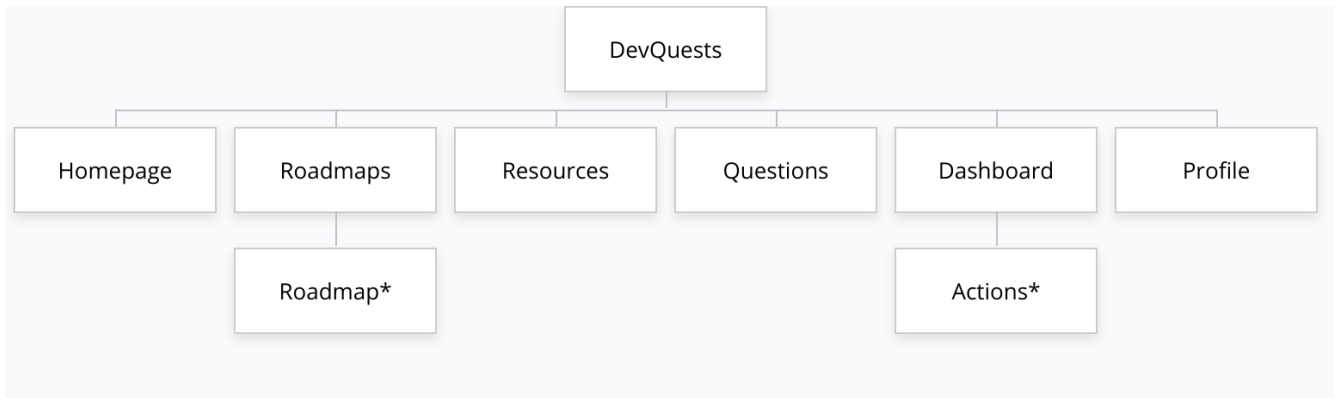 DevQuests
Homepage
Roadmaps
Resources
Questions
Dashboard
Profile
Roadmap*
Actions*